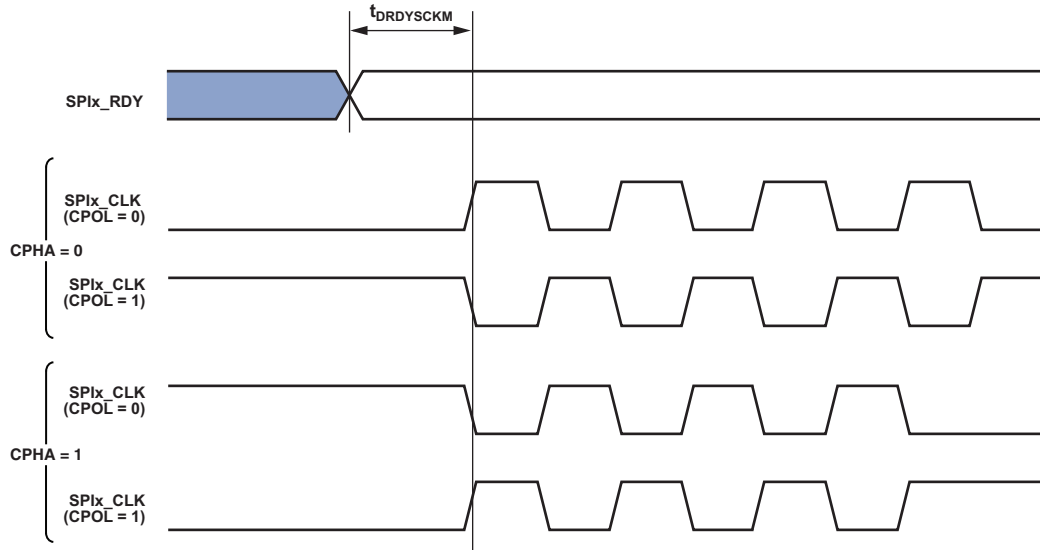 tDRDYSCKM
SPIx_RDY
SPIx_CLK
(CPOL = 0)
CPHA = 0
SPIx_CLK
(CPOL = 1)
SPIx_CLK
(CPOL = 0)
CPHA = 1
SPIx_CLK
(CPOL = 1)